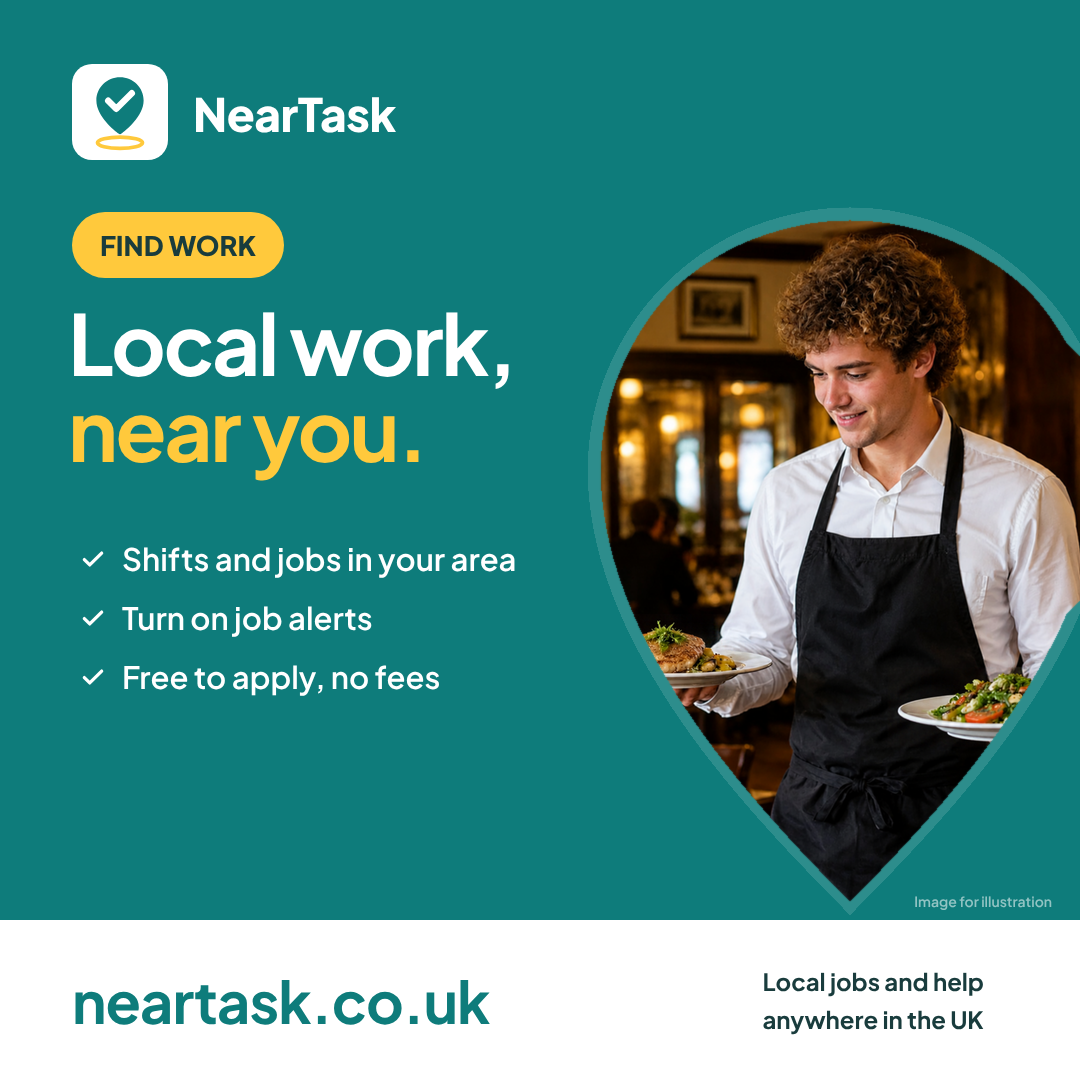 NearTask
FIND WORK
Local work,
near you.
Shifts and jobs in your area
Turn on job alerts
Free to apply, no fees
Image for illustration
neartask.co.uk
Local jobs and help
anywhere in the UK